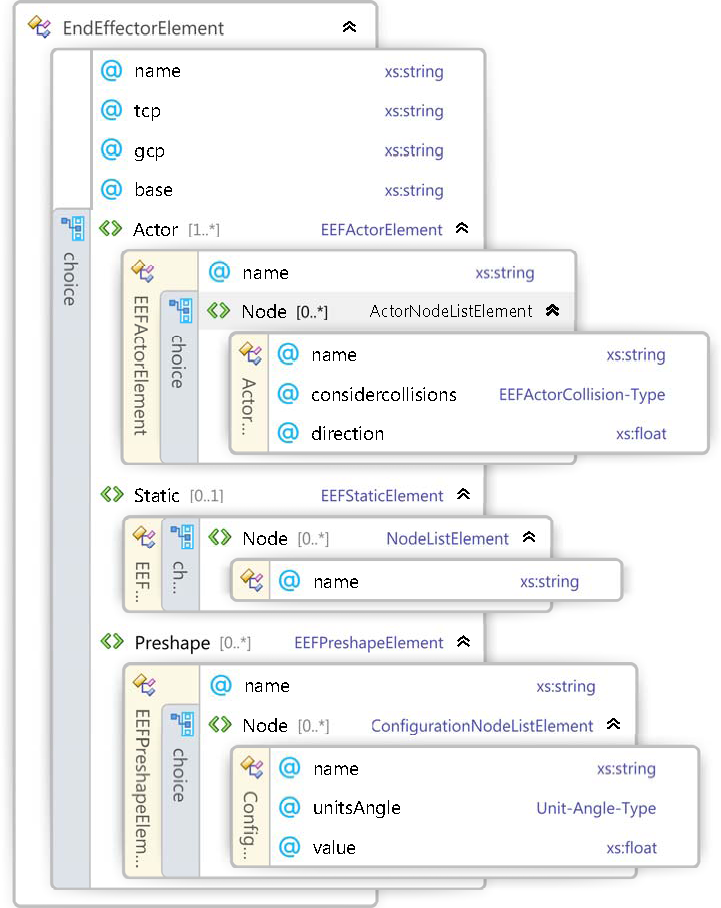 EndEffectorElement
@ name xs:string
@ tcp xs:string
@ gcp xs:string
@ base xs:string
choice
Actor [1..*] EEFActorElement
EEFActorElement
@ name xs:string
choice
Node [0..*] ActorNodeListElement
Actor...
@ name xs:string
@ considercollisions EEFActorCollision-Type
@ direction xs:float
Static [0..1] EEFStaticElement
EEF...
ch...
Node [0..*] NodeListElement
@ name xs:string
Preshape [0..*] EEFPreshapeElement
EEFPreshapeElem...
@ name xs:string
choice
Node [0..*] ConfigurationNodeListElement
Config...
@ name xs:string
@ unitsAngle Unit-Angle-Type
@ value xs:float